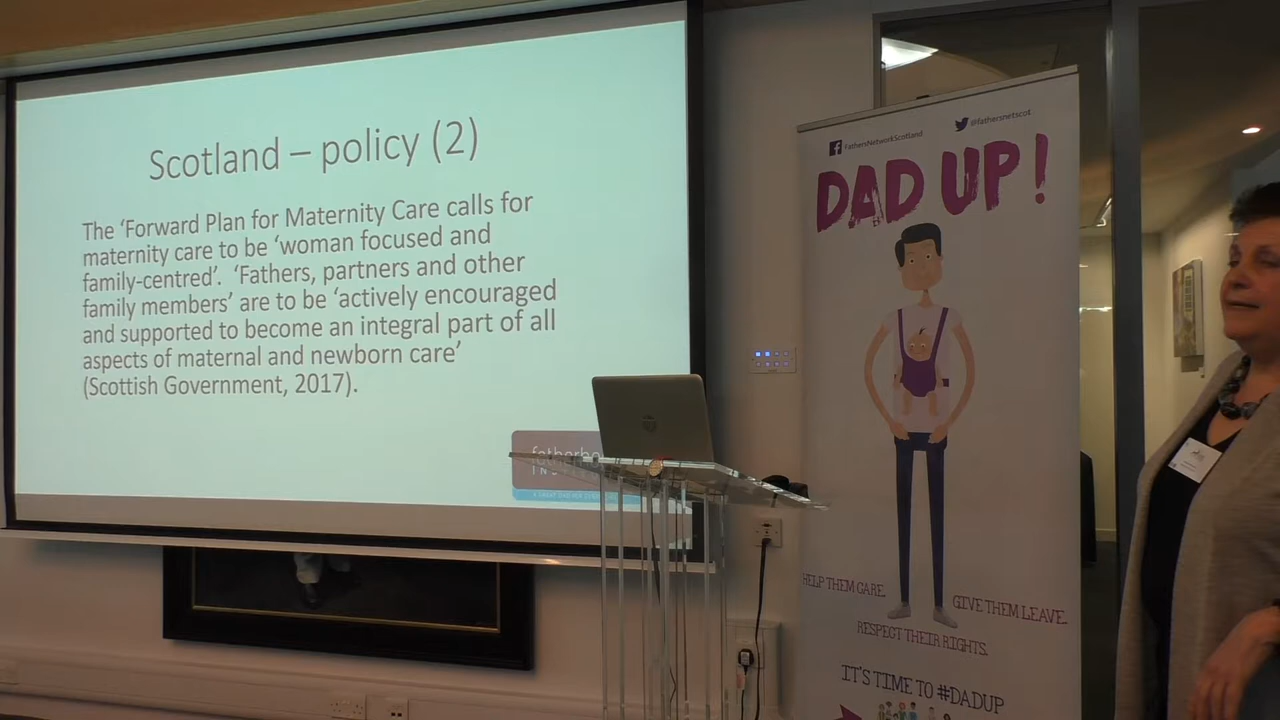 Scotland – policy (2)
The ‘Forward Plan for Maternity Care calls for
maternity care to be ‘woman focused and
family-centred’.  ‘Fathers, partners and other
family members’ are to be ‘actively encouraged
and supported to become an integral part of all
aspects of maternal and newborn care’
(Scottish Government, 2017).
FathersNetworkScotland
@fathersnetscot
DAD UP!
HELP THEM CARE.
GIVE THEM LEAVE.
RESPECT THEIR RIGHTS.
IT'S TIME TO #DADUP